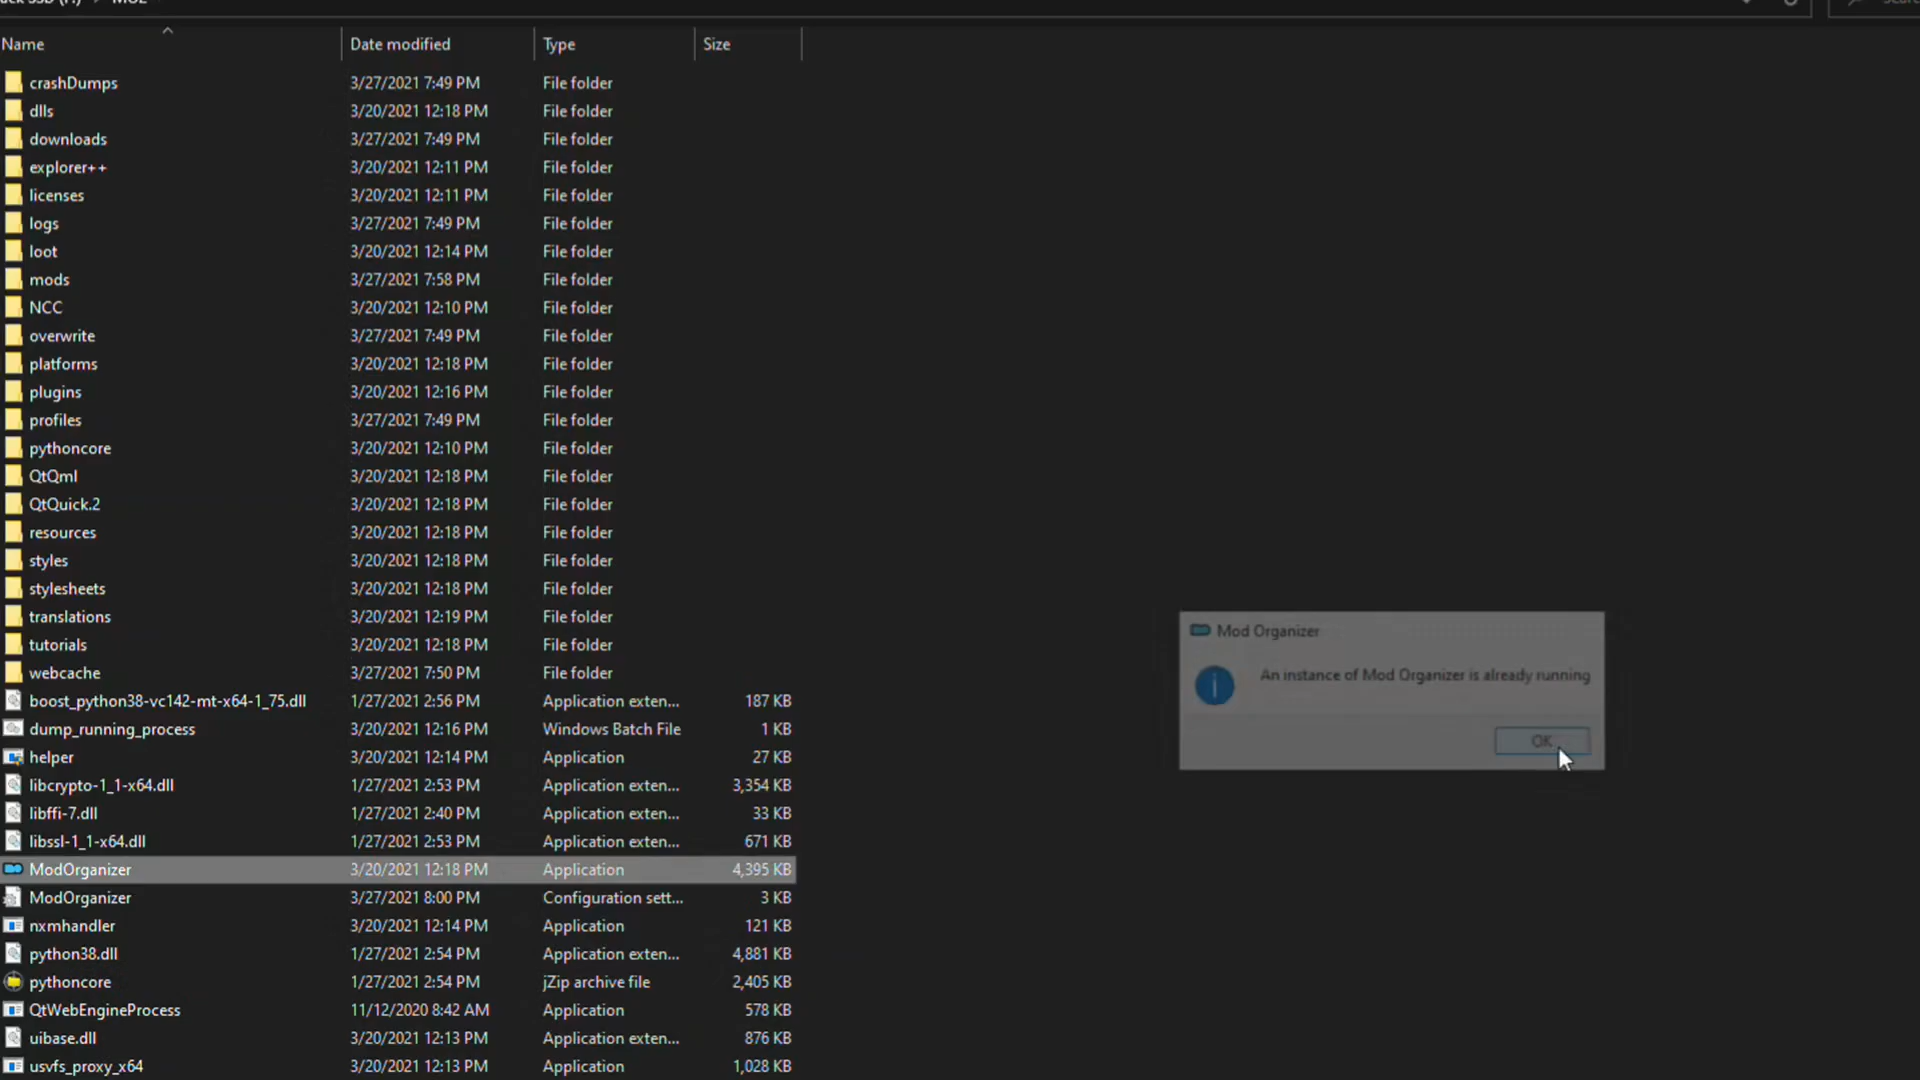 Name Date modified Type Size
crashDumps 3/27/2021 7:49 PM File folder
dlls 3/20/2021 12:18 PM File folder
downloads 3/27/2021 7:49 PM File folder
explorer++ 3/20/2021 12:11 PM File folder
licenses 3/20/2021 12:11 PM File folder
logs 3/27/2021 7:49 PM File folder
loot 3/20/2021 12:14 PM File folder
mods 3/27/2021 7:58 PM File folder
NCC 3/20/2021 12:10 PM File folder
overwrite 3/27/2021 7:49 PM File folder
platforms 3/20/2021 12:18 PM File folder
plugins 3/20/2021 12:16 PM File folder
profiles 3/27/2021 7:49 PM File folder
pythoncore 3/20/2021 12:10 PM File folder
QtQml 3/20/2021 12:18 PM File folder
QtQuick.2 3/20/2021 12:18 PM File folder
resources 3/20/2021 12:18 PM File folder
styles 3/20/2021 12:18 PM File folder
stylesheets 3/20/2021 12:18 PM File folder
translations 3/20/2021 12:19 PM File folder
tutorials 3/20/2021 12:18 PM File folder
webcache 3/27/2021 7:50 PM File folder
boost_python38-vc142-mt-x64-1_75.dll 1/27/2021 2:56 PM Application exten... 187 KB
dump_running_process 3/20/2021 12:16 PM Windows Batch File 1 KB
helper 3/20/2021 12:14 PM Application 27 KB
libcrypto-1_1-x64.dll 1/27/2021 2:53 PM Application exten... 3,354 KB
libffi-7.dll 1/27/2021 2:40 PM Application exten... 33 KB
libssl-1_1-x64.dll 1/27/2021 2:53 PM Application exten... 671 KB
ModOrganizer 3/20/2021 12:18 PM Application 4,395 KB
ModOrganizer 3/27/2021 8:00 PM Configuration sett... 3 KB
nxmhandler 3/20/2021 12:14 PM Application 121 KB
python38.dll 1/27/2021 2:54 PM Application exten... 4,881 KB
pythoncore 1/27/2021 2:54 PM jZip archive file 2,405 KB
QtWebEngineProcess 11/12/2020 8:42 AM Application 578 KB
uibase.dll 3/20/2021 12:13 PM Application exten... 876 KB
usvfs_proxy_x64 3/20/2021 12:13 PM Application 1,028 KB
Mod Organizer
An instance of Mod Organizer is already running
OK